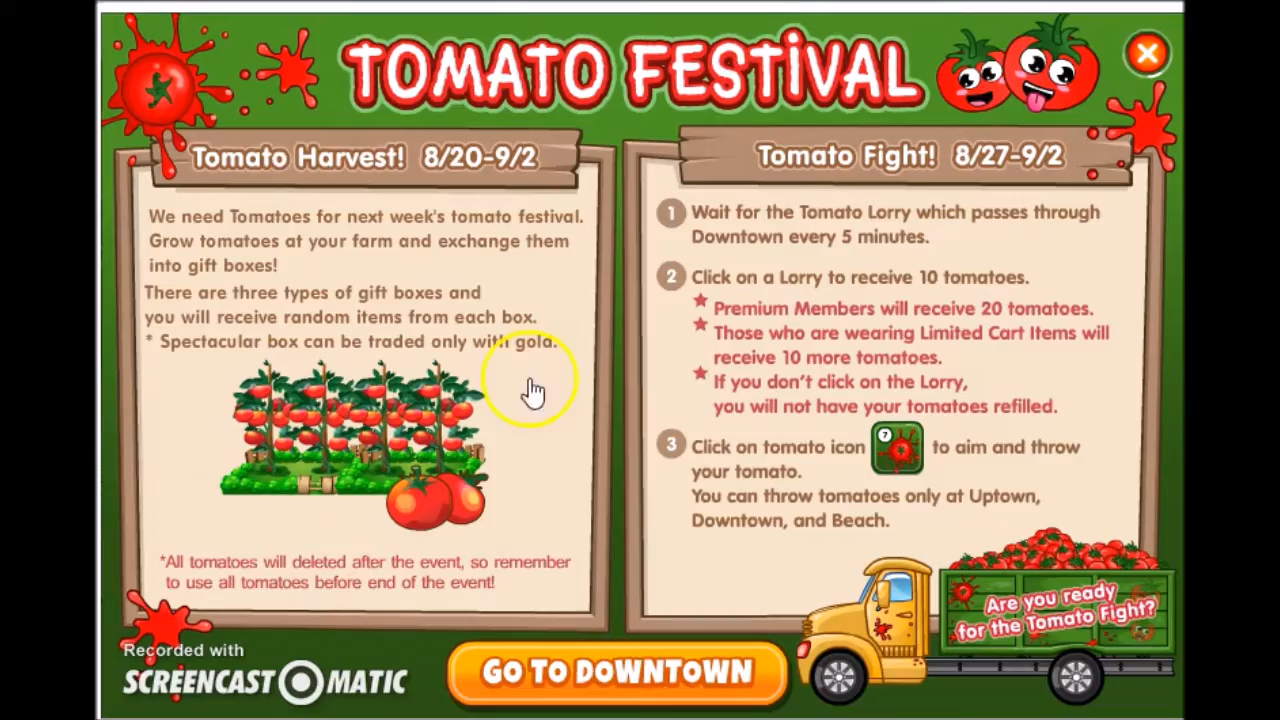 TOMATO FESTIVAL
Tomato Harvest! 8/20-9/2
We need Tomatoes for next week's tomato festival.
Grow tomatoes at your farm and exchange them
into gift boxes!
There are three types of gift boxes and
you will receive random items from each box.
* Spectacular box can be traded only with gold.
*All tomatoes will deleted after the event, so remember
to use all tomatoes before end of the event!
Tomato Fight! 8/27-9/2
1 Wait for the Tomato Lorry which passes through
Downtown every 5 minutes.
2 Click on a Lorry to receive 10 tomatoes.
★ Premium Members will receive 20 tomatoes.
★ Those who are wearing Limited Cart Items will
receive 10 more tomatoes.
★ If you don't click on the Lorry,
you will not have your tomatoes refilled.
3 Click on tomato icon 7 to aim and throw
your tomato.
You can throw tomatoes only at Uptown,
Downtown, and Beach.
Are you ready
for the Tomato Fight?
GO TO DOWNTOWN
Recorded with
SCREENCAST-O-MATIC